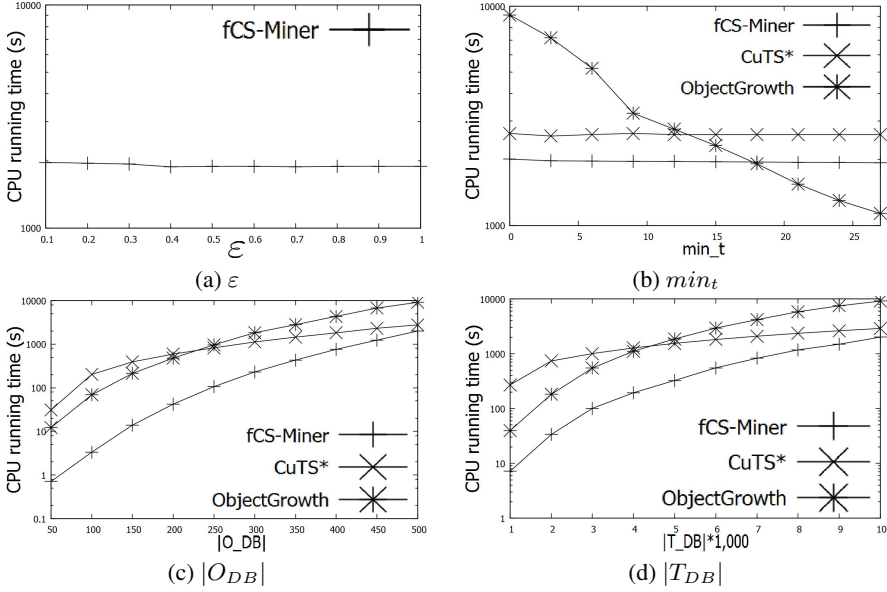 10000
CPU running time (s)
1000
fCS-Miner
0.1 0.2 0.3 0.4 0.5 0.6 0.7 0.8 0.9 1
ε
(a) ε
10000
CPU running time (s)
1000
fCS-Miner
CuTS*
ObjectGrowth
0 5 10 15 20 25
min_t
(b) min_t
10000
1000
100
10
1
0.1
CPU running time (s)
fCS-Miner
CuTS*
ObjectGrowth
50 100 150 200 250 300 350 400 450 500
|O_DB|
(c) |O_DB|
10000
1000
100
10
1
CPU running time (s)
fCS-Miner
CuTS*
ObjectGrowth
1 2 3 4 5 6 7 8 9 10
|T_DB|*1,000
(d) |T_DB|